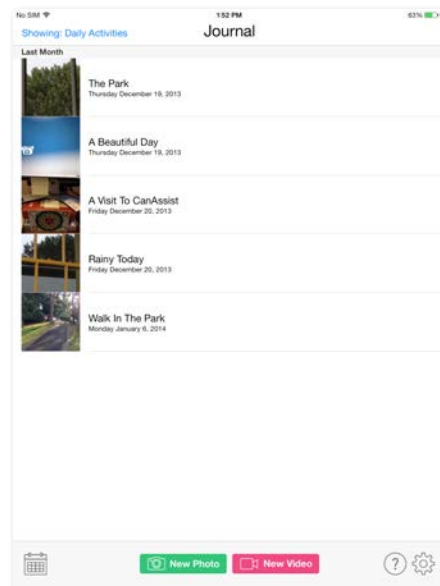 No SIM 1:52 PM 63%
Showing: Daily Activities Journal
Last Month
The Park
Thursday December 19, 2013
A Beautiful Day
Thursday December 19, 2013
A Visit To CanAssist
Friday December 20, 2013
Rainy Today
Friday December 20, 2013
Walk In The Park
Monday January 6, 2014
New Photo New Video ?